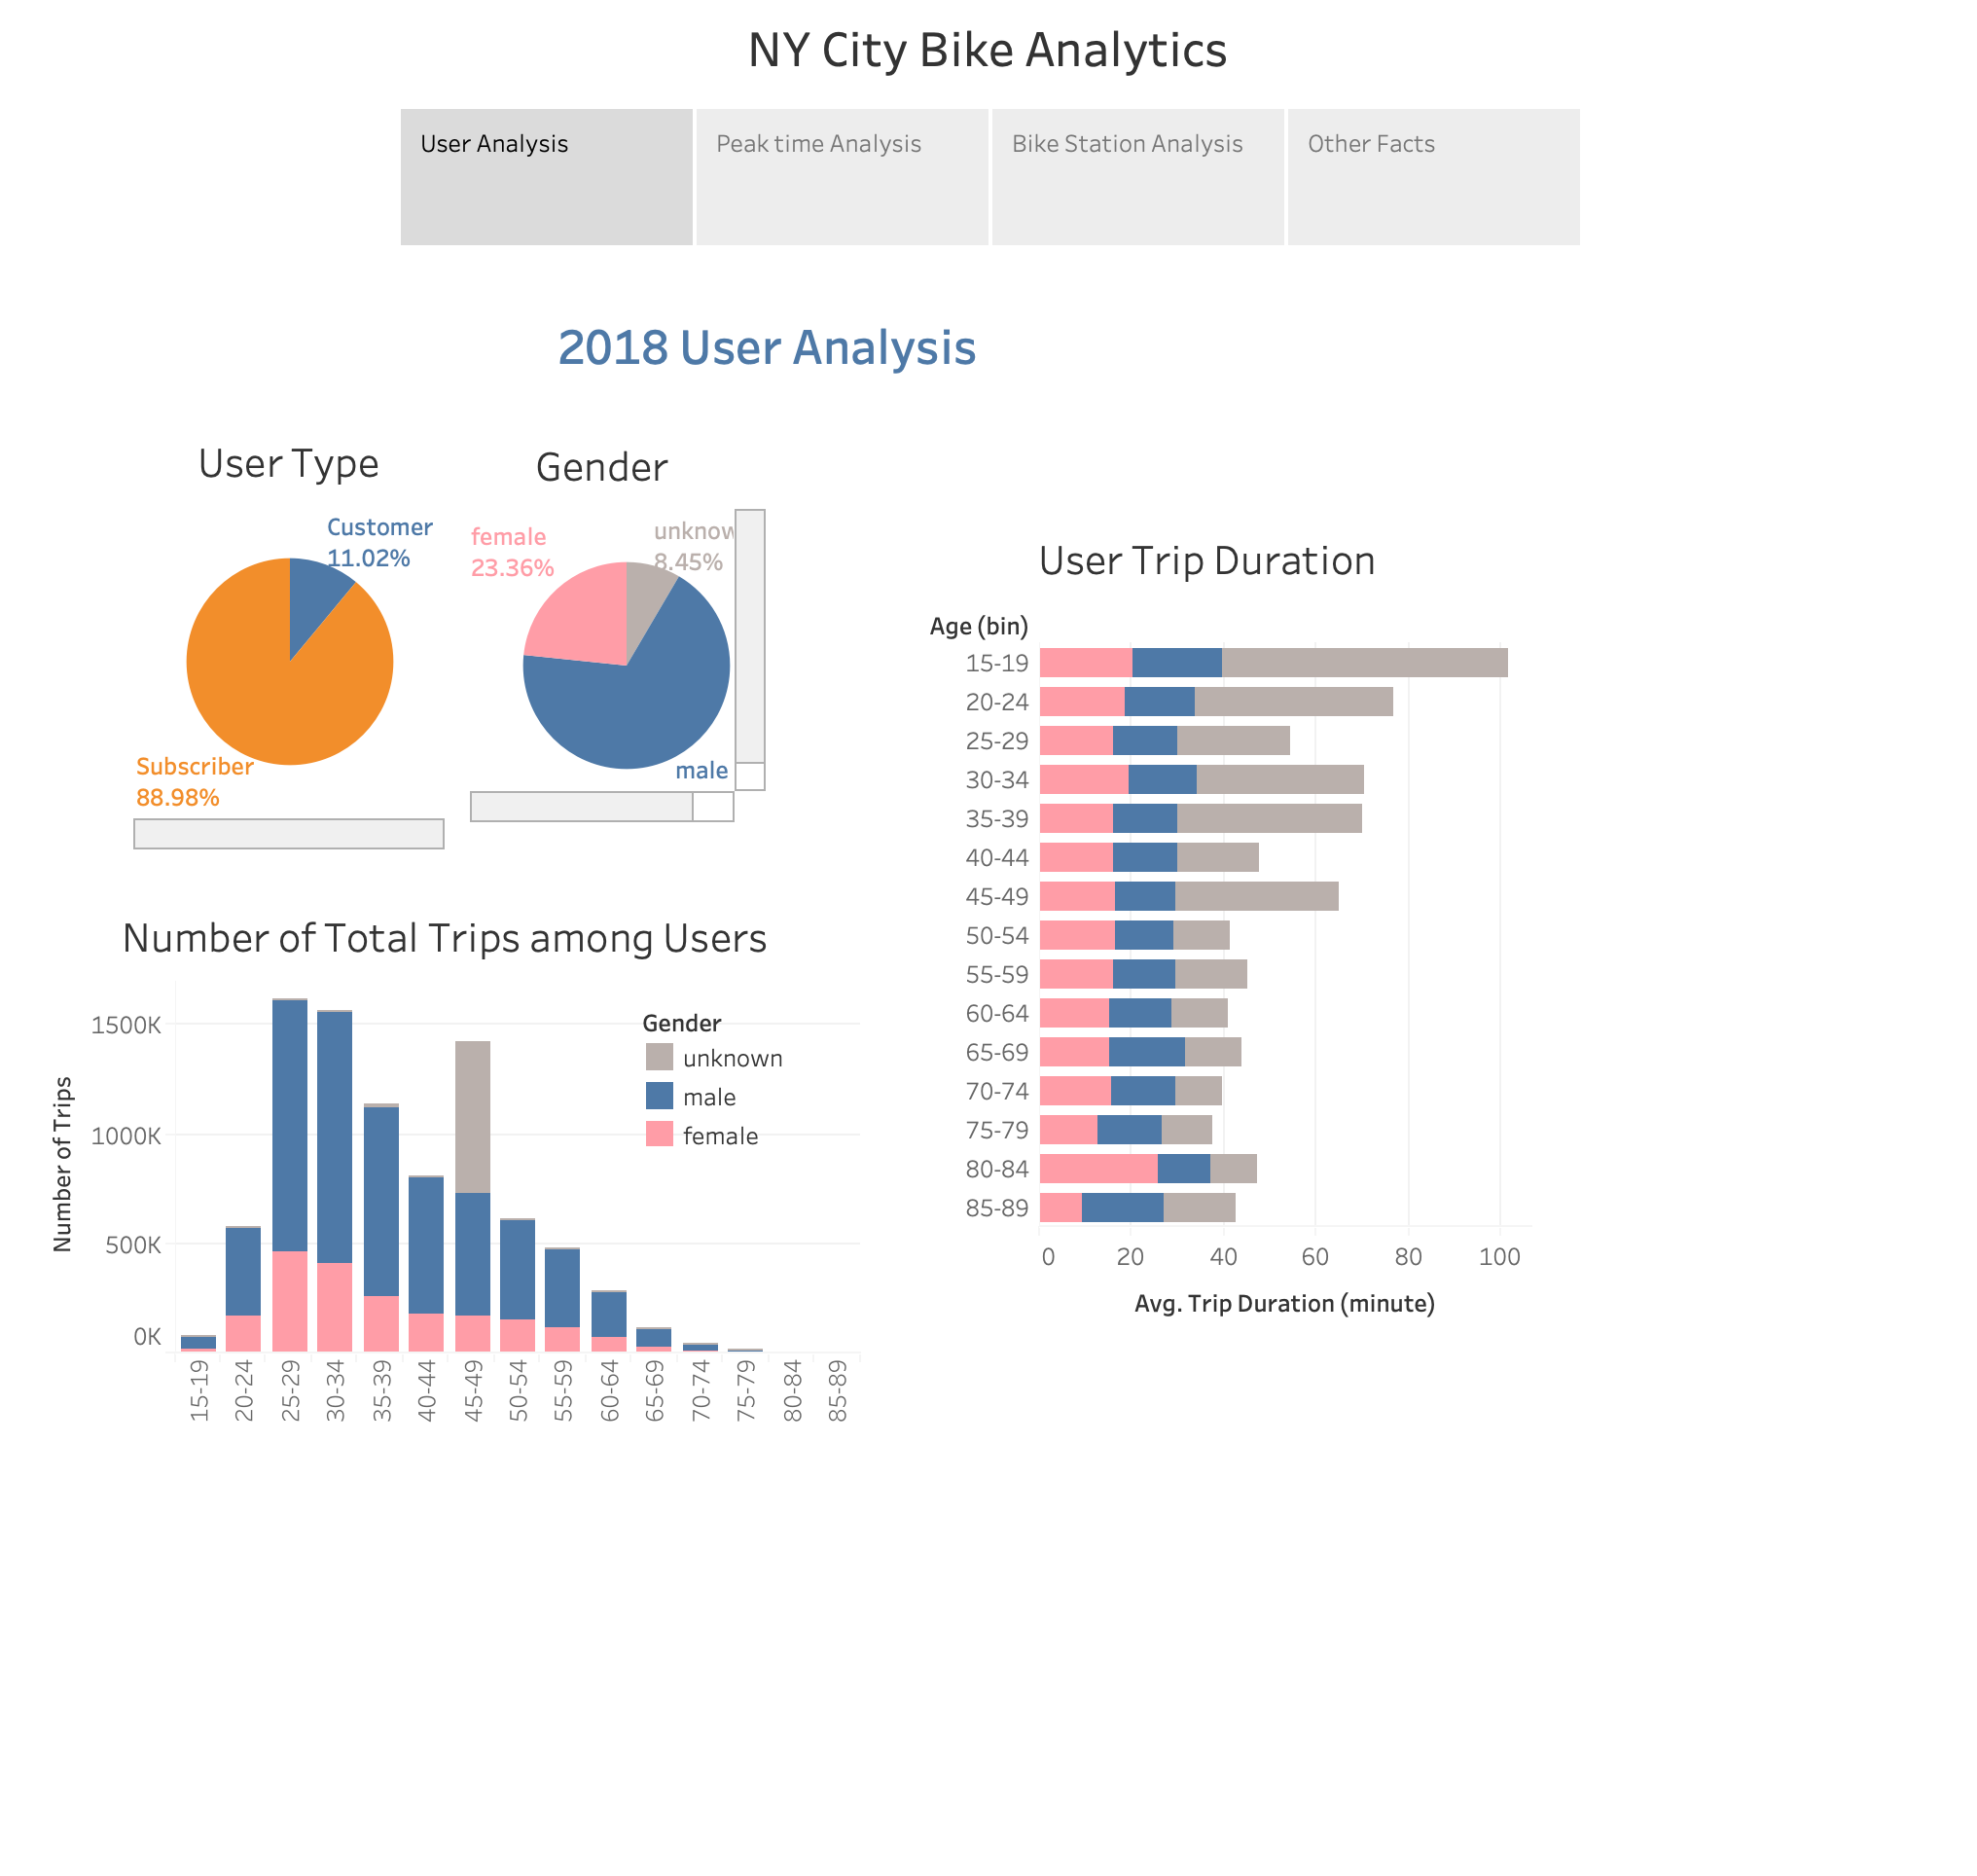 NY City Bike Analytics
User Analysis
Peak time Analysis
Bike Station Analysis
Other Facts
2018 User Analysis
User Type
Customer
11.02%
Subscriber
88.98%
Gender
female
23.36%
unknow
8.45%
male
Number of Total Trips among Users
Number of Trips
1500K
1000K
500K
0K
15-19
20-24
25-29
30-34
35-39
40-44
45-49
50-54
55-59
60-64
65-69
70-74
75-79
80-84
85-89
Gender
unknown
male
female
User Trip Duration
Age (bin)
15-19
20-24
25-29
30-34
35-39
40-44
45-49
50-54
55-59
60-64
65-69
70-74
75-79
80-84
85-89
0 20 40 60 80 100
Avg. Trip Duration (minute)